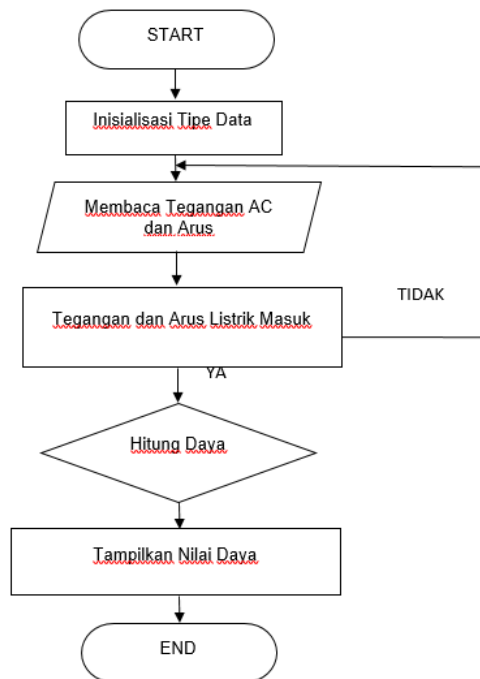 START
Inisialisasi Tipe Data
Membaca Tegangan AC
dan Arus
Tegangan dan Arus Listrik Masuk
TIDAK
YA
Hitung Daya
Tampilkan Nilai Daya
END